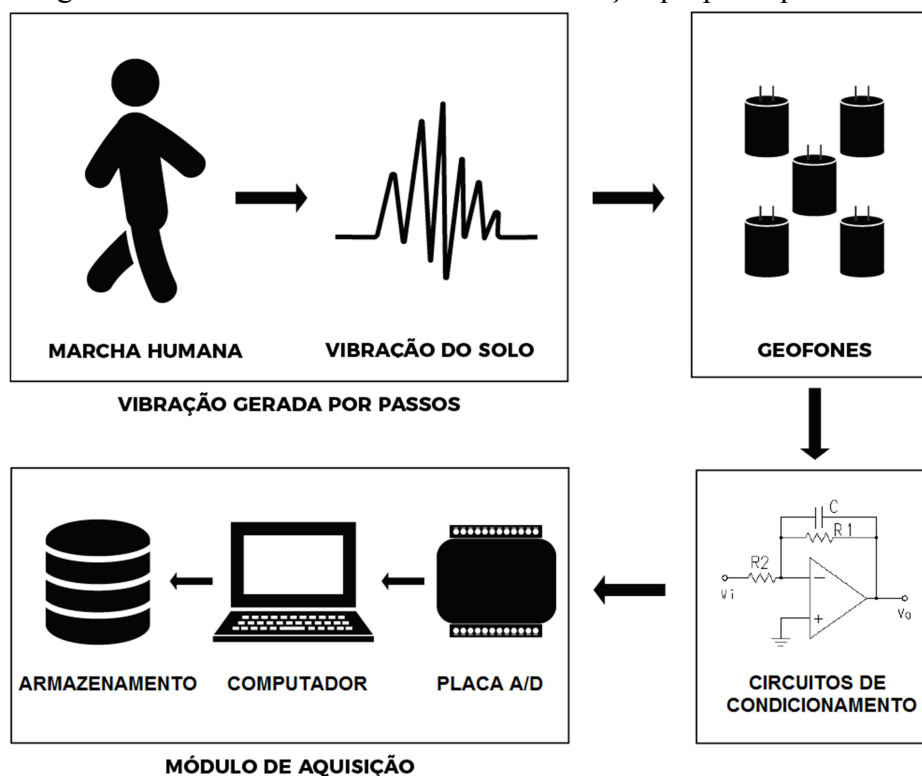 MARCHA HUMANA
VIBRAÇÃO DO SOLO
VIBRAÇÃO GERADA POR PASSOS
GEOFONES
C
R1
R2
Vi
Vo
CIRCUITOS DE
CONDICIONAMENTO
PLACA A/D
COMPUTADOR
ARMAZENAMENTO
MÓDULO DE AQUISIÇÃO